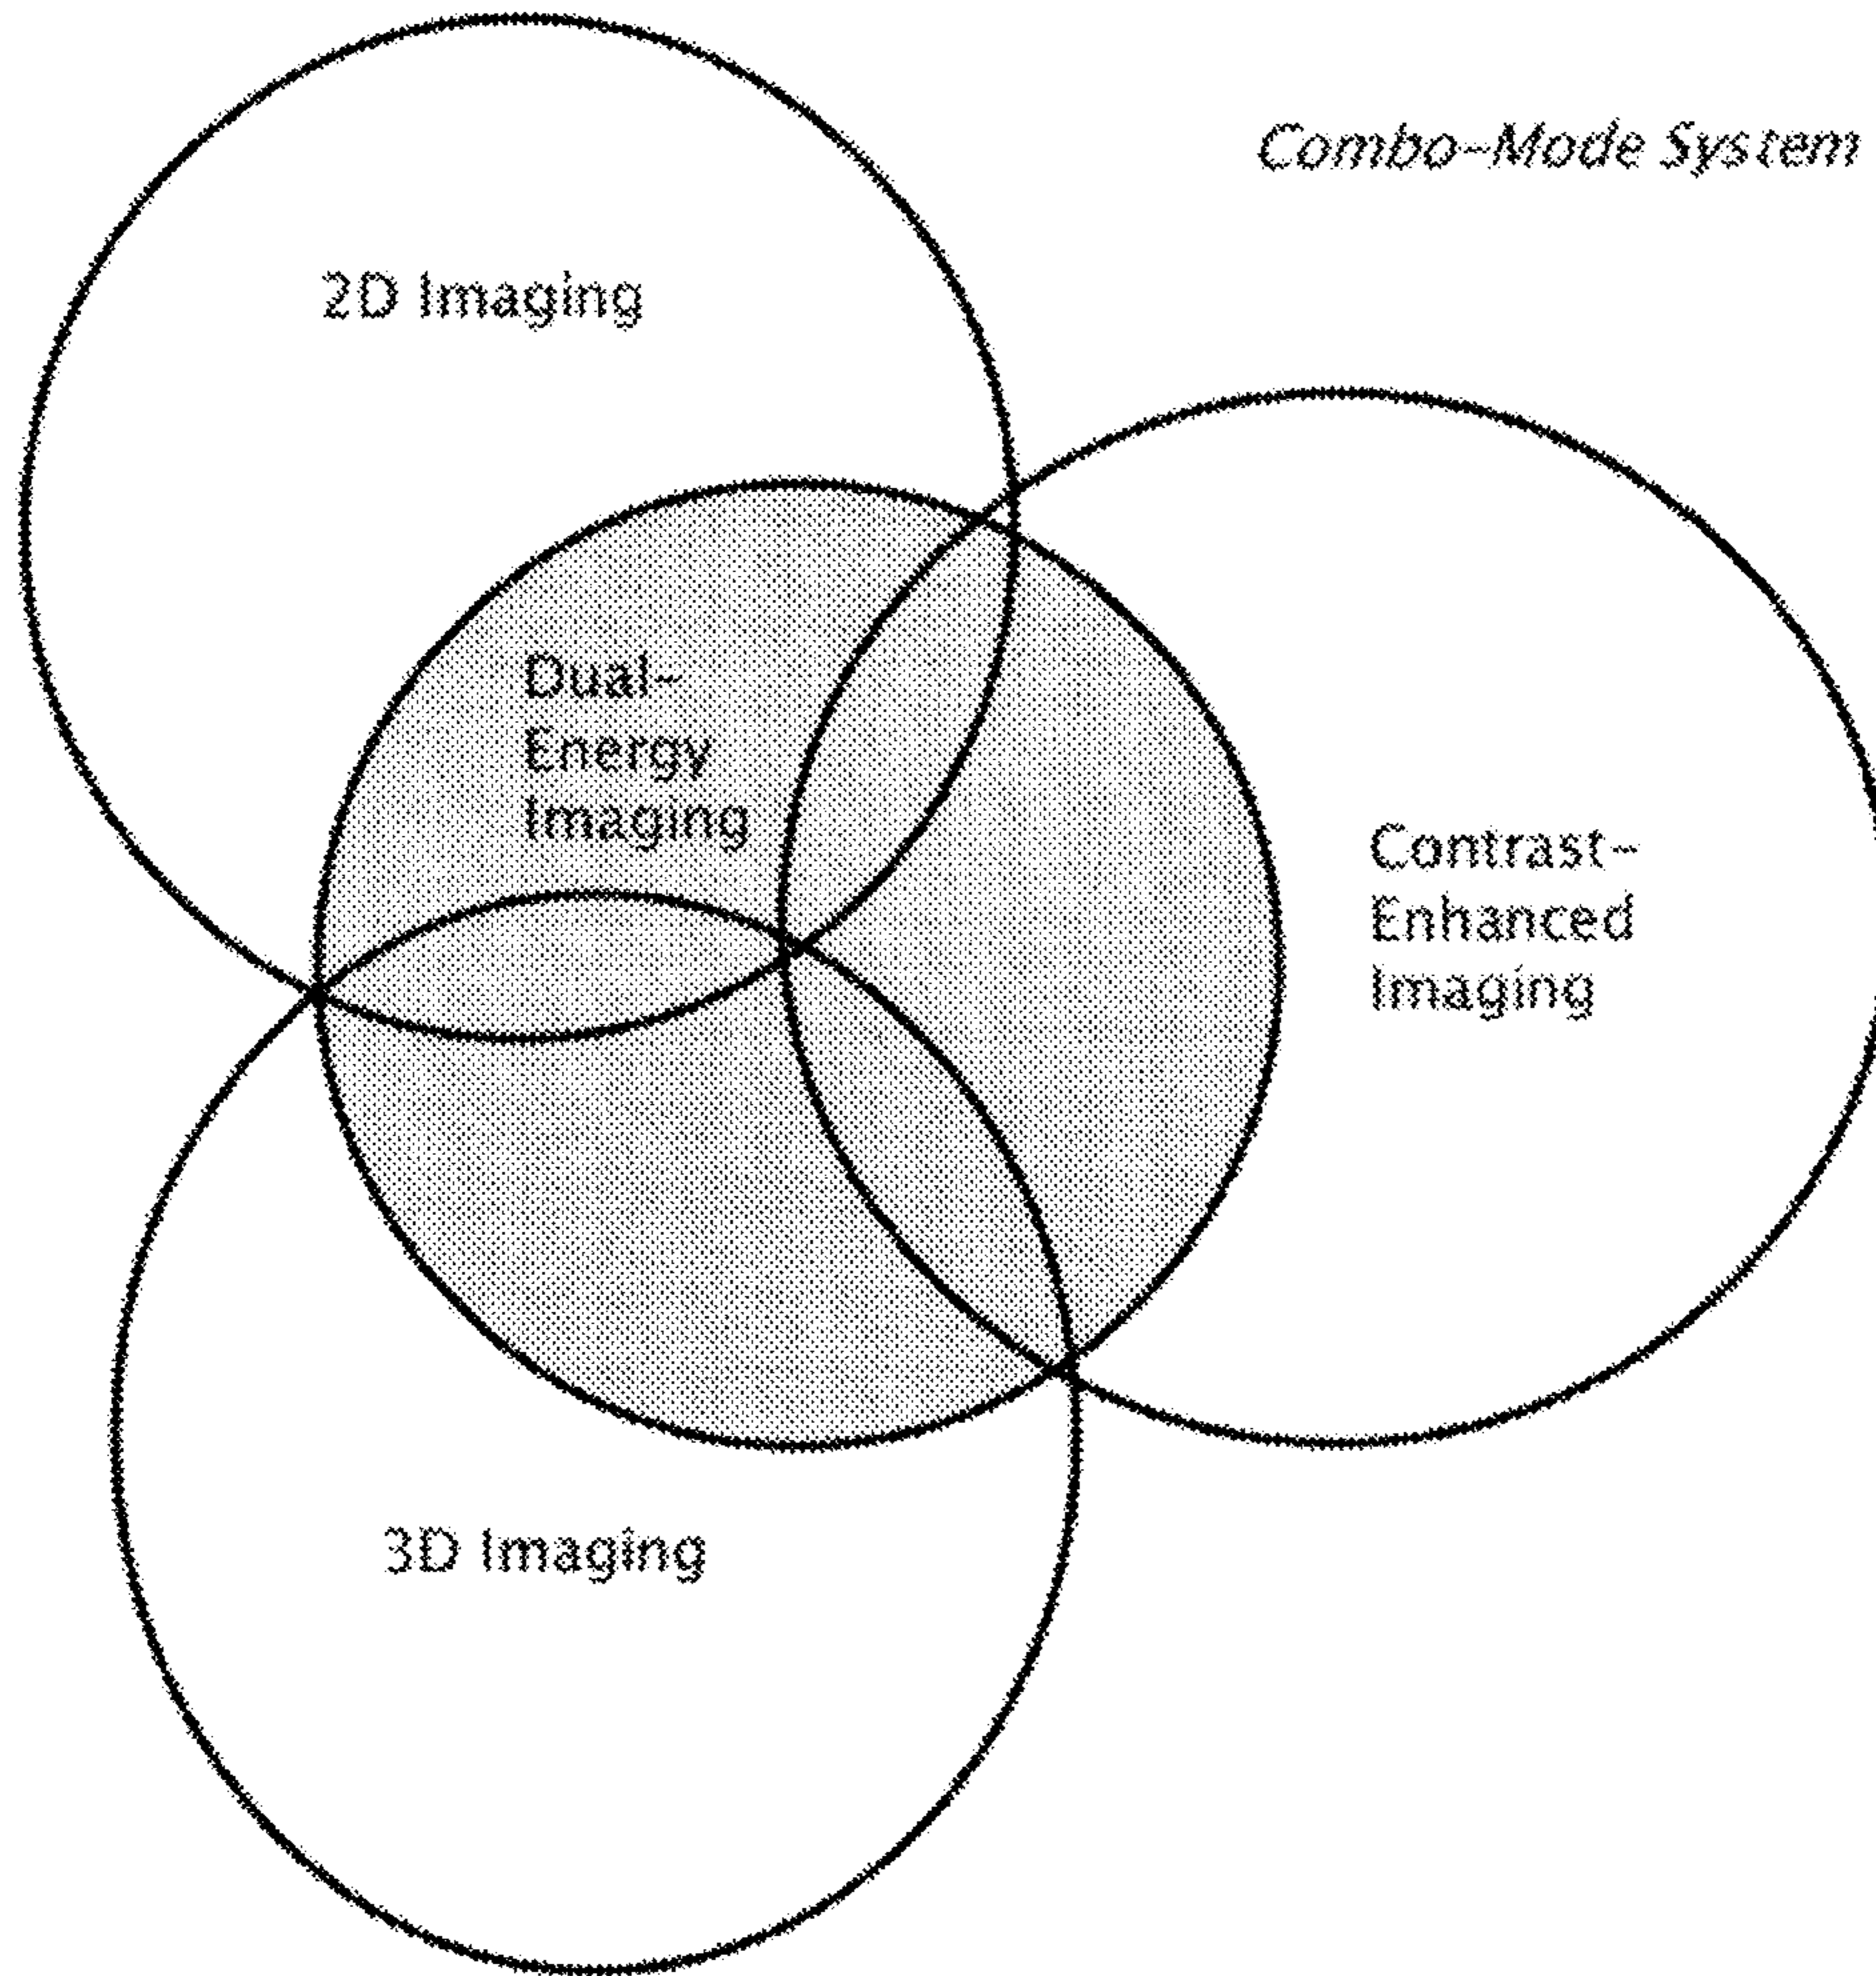 Combo-Mode System
2D Imaging
Dual-
Energy
Imaging
Contrast-
Enhanced
Imaging
3D Imaging